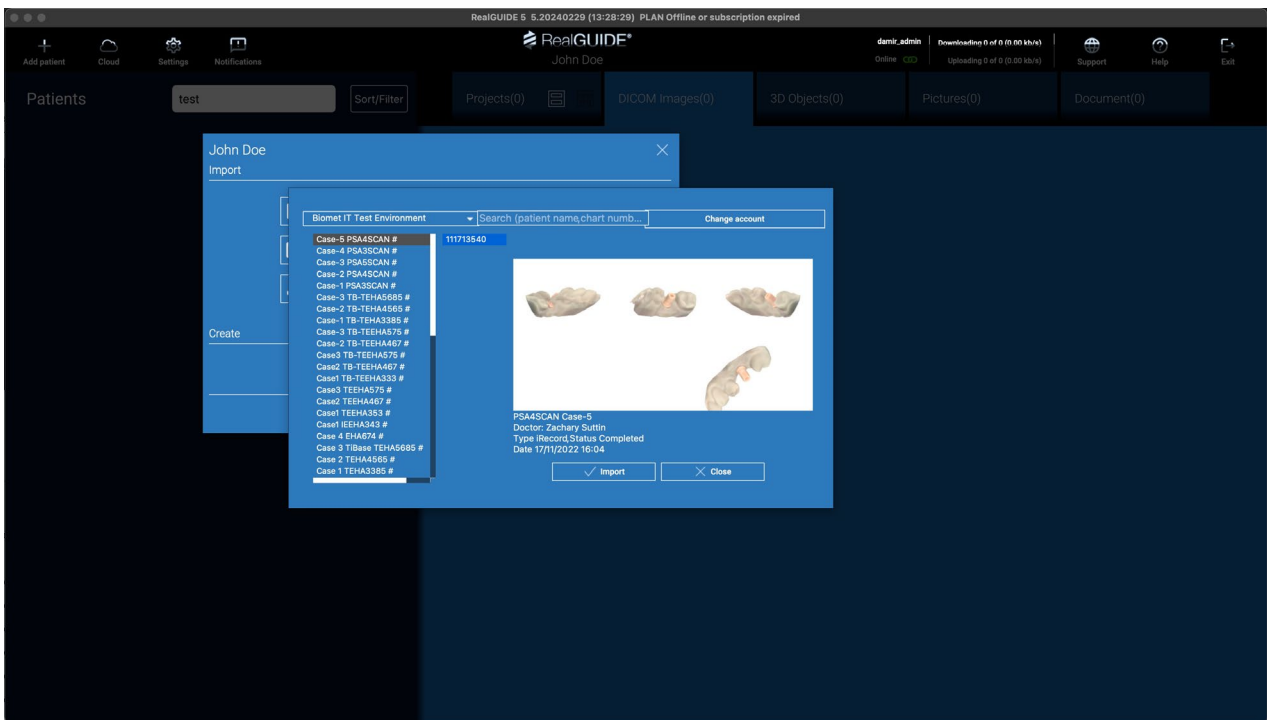 RealGUIDE 5 5.20240229 (13:28:29) PLAN Offline or subscription expired
Add patient
Cloud
Settings
Notifications
RealGUIDE®
John Doe
damir_admin
Online
Downloading 0 of 0 (0.00 kb/s)
Uploading 0 of 0 (0.00 kb/s)
Support
Help
Exit
Patients
test
Sort/Filter
Projects(0)
DICOM Images(0)
3D Objects(0)
Pictures(0)
Document(0)
John Doe
Import
Create
Biomet IT Test Environment
Search (patient name,chart numb...
Change account
Case-5 PSA4SCAN #
Case-4 PSA3SCAN #
Case-3 PSA5SCAN #
Case-2 PSA4SCAN #
Case-1 PSA3SCAN #
Case-3 TB-TEHA5685 #
Case-2 TB-TEHA4565 #
Case-1 TB-TEHA3385 #
Case-3 TB-TEEHA575 #
Case-2 TB-TEEHA467 #
Case3 TB-TEEHA575 #
Case2 TB-TEEHA467 #
Case1 TB-TEEHA333 #
Case3 TEEHA575 #
Case2 TEEHA467 #
Case1 TEEHA353 #
Case1 IEEHA343 #
Case 4 EHA674 #
Case 3 TiBase TEHA5685 #
Case 2 TEHA4565 #
Case 1 TEHA3385 #
111713540
PSA4SCAN Case-5
Doctor: Zachary Suttin
Type iRecord,Status Completed
Date 17/11/2022 16:04
Import
Close